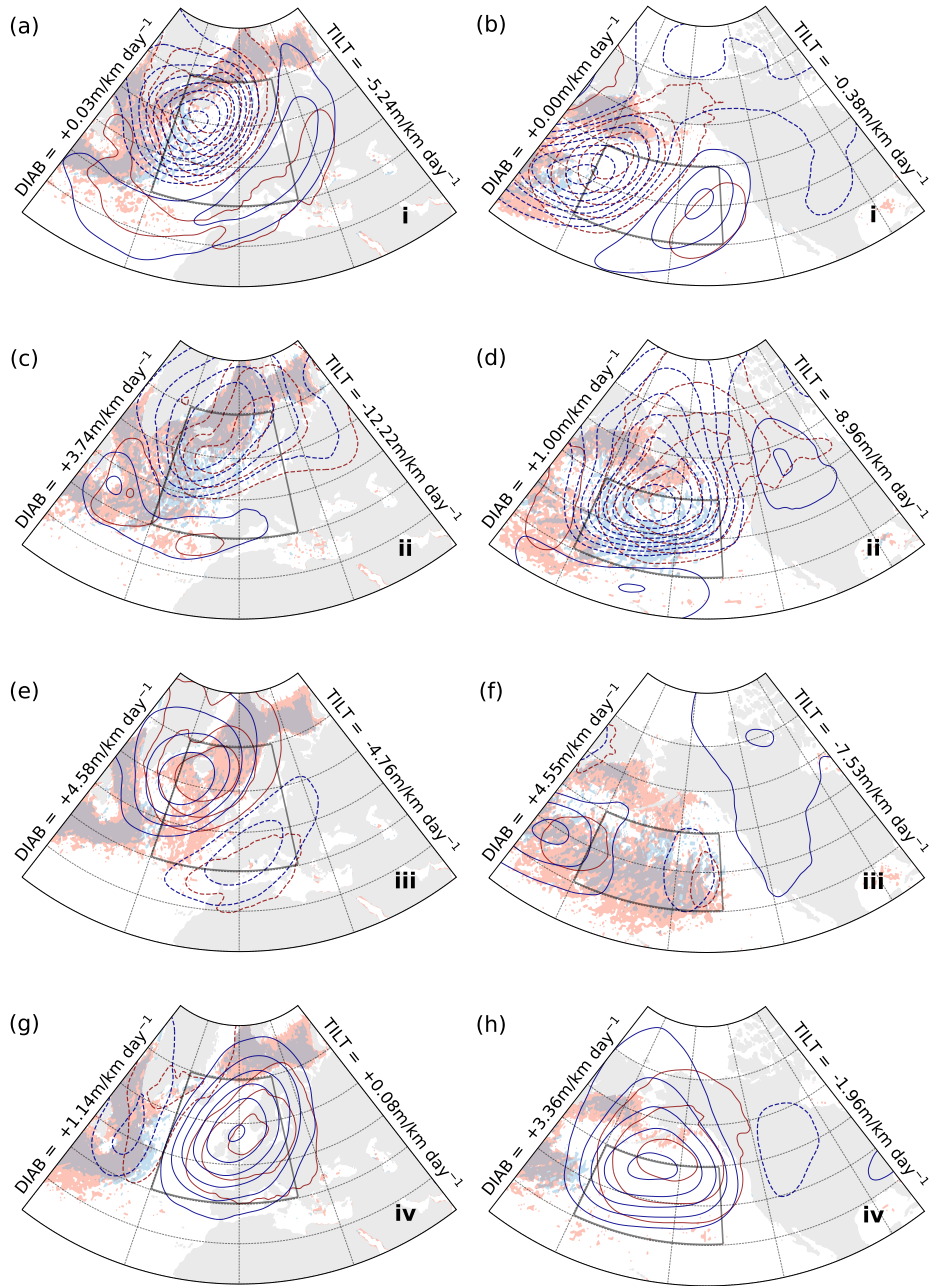 (a)
DIAB = +0.03m/km day⁻¹
TILT = -5.24m/km day⁻¹
i
(b)
DIAB = +0.00m/km day⁻¹
TILT = -0.38m/km day⁻¹
i
(c)
DIAB = +3.74m/km day⁻¹
TILT = -12.22m/km day⁻¹
ii
(d)
DIAB = +1.00m/km day⁻¹
TILT = -8.96m/km day⁻¹
ii
(e)
DIAB = +4.58m/km day⁻¹
TILT = -4.76m/km day⁻¹
iii
(f)
DIAB = +4.55m/km day⁻¹
TILT = -7.53m/km day⁻¹
iii
(g)
DIAB = +1.14m/km day⁻¹
TILT = +0.08m/km day⁻¹
iv
(h)
DIAB = +3.36m/km day⁻¹
TILT = -1.96m/km day⁻¹
iv